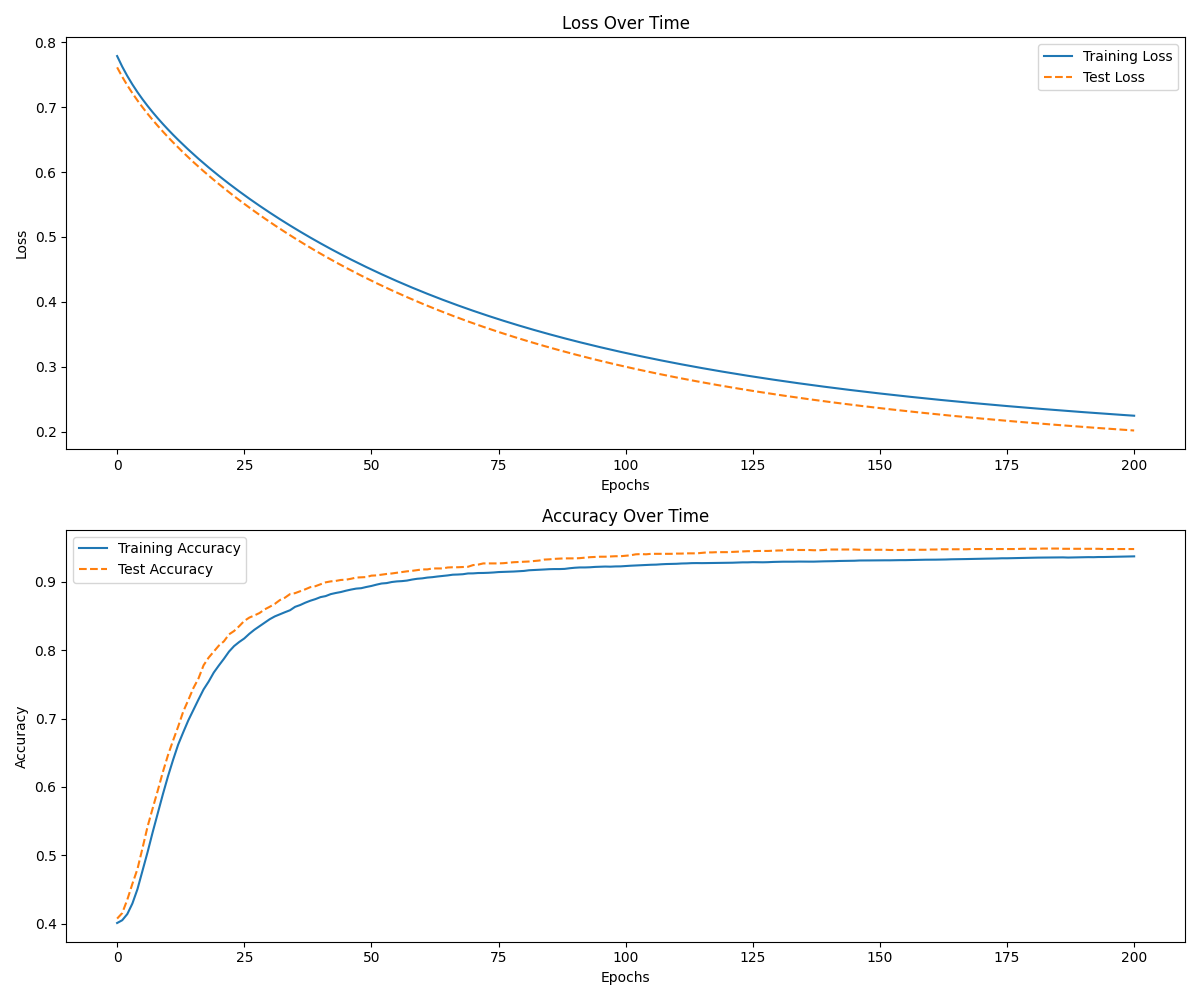 Loss Over Time
0.8
0.7
0.6
0.5
0.4
0.3
0.2
Loss
Training Loss
Test Loss
0 25 50 75 100 125 150 175 200
Epochs
Accuracy Over Time
Training Accuracy
Test Accuracy
0.9
0.8
0.7
0.6
0.5
0.4
Accuracy
0 25 50 75 100 125 150 175 200
Epochs